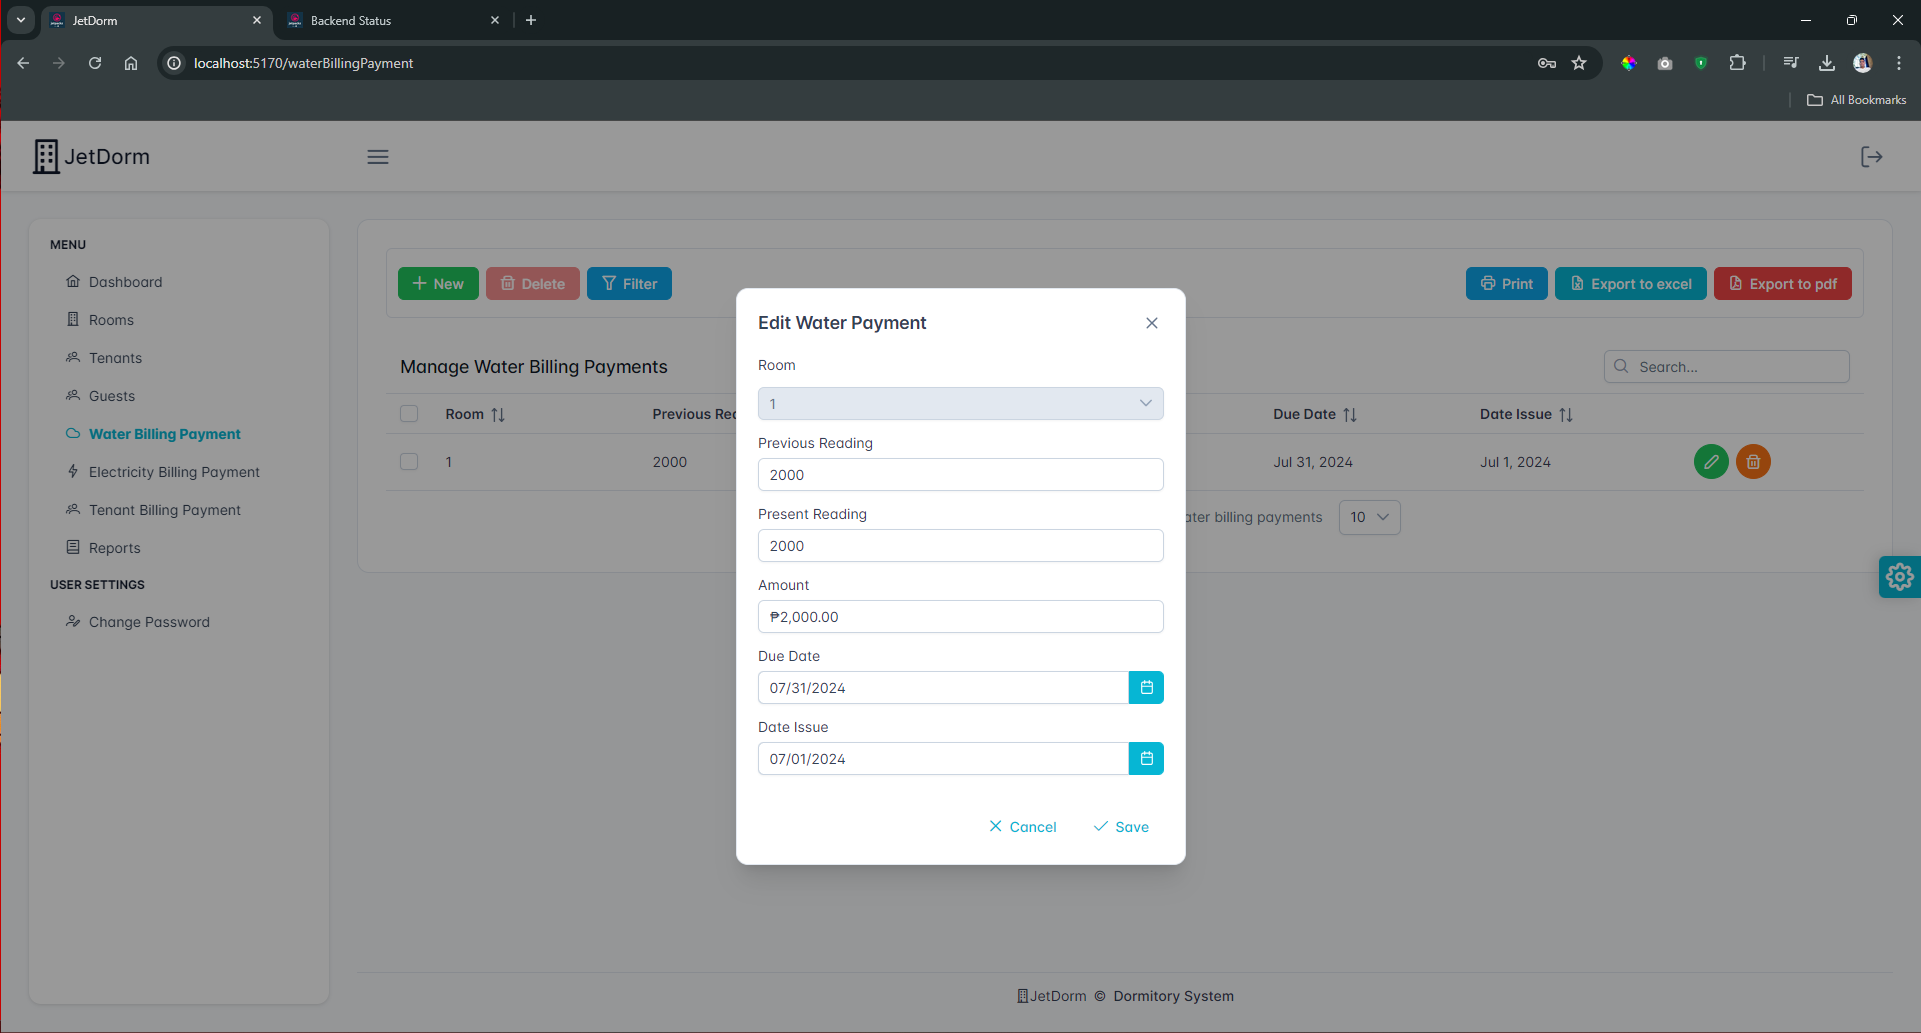 JetDorm
Backend Status
localhost:5170/waterBillingPayment
All Bookmarks
JetDorm
MENU
Dashboard
Rooms
Tenants
Guests
Water Billing Payment
Electricity Billing Payment
Tenant Billing Payment
Reports
USER SETTINGS
Change Password
New
Delete
Filter
Print
Export to excel
Export to pdf
Manage Water Billing Payments
Search...
Room
Previous Rea
Due Date
Date Issue
1
2000
Jul 31, 2024
Jul 1, 2024
ater billing payments
10
Edit Water Payment
Room
1
Previous Reading
2000
Present Reading
2000
Amount
₱2,000.00
Due Date
07/31/2024
Date Issue
07/01/2024
Cancel
Save
JetDorm © Dormitory System